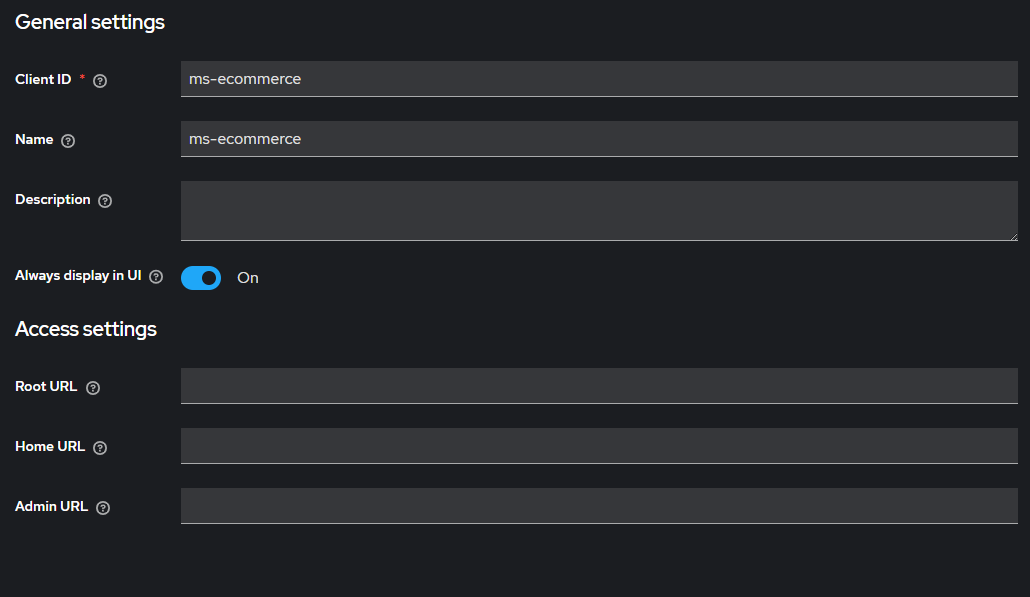 General settings
Client ID *
ms-ecommerce
Name
ms-ecommerce
Description
Always display in UI
On
Access settings
Root URL
Home URL
Admin URL